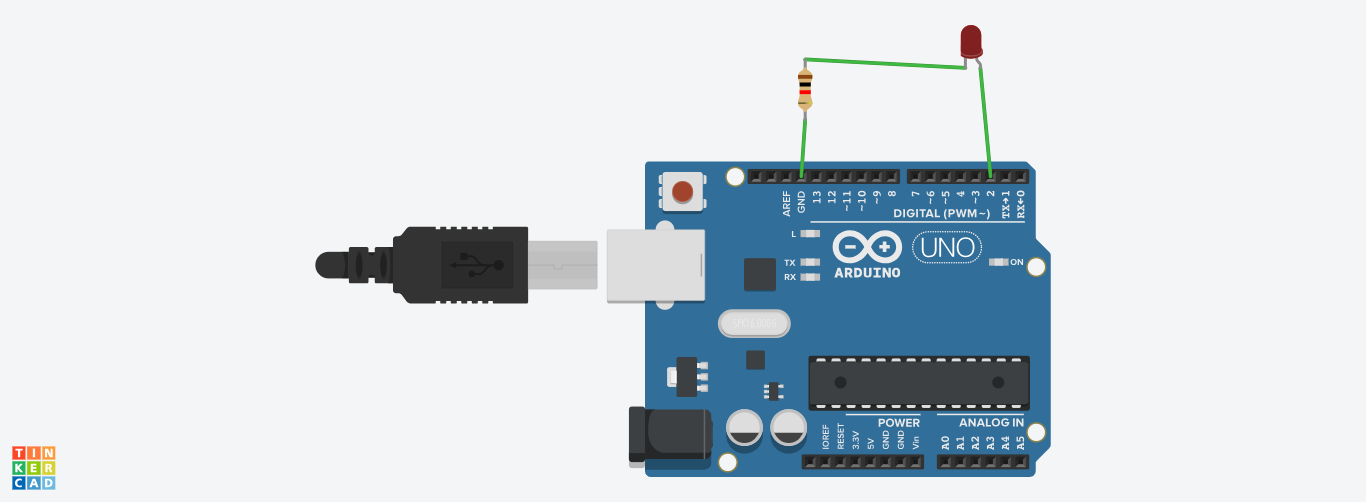 AREF
GND
13
12
~11
~10
~9
8
7
~6
~5
4
~3
2
TX→1
RX←0
DIGITAL (PWM~)
L
TX
RX
ARDUINO
UNO
ON
POWER
ANALOG IN
IOREF
RESET
3.3V
5V
GND
GND
Vin
A0
A1
A2
A3
A4
A5
TIN
KER
CAD